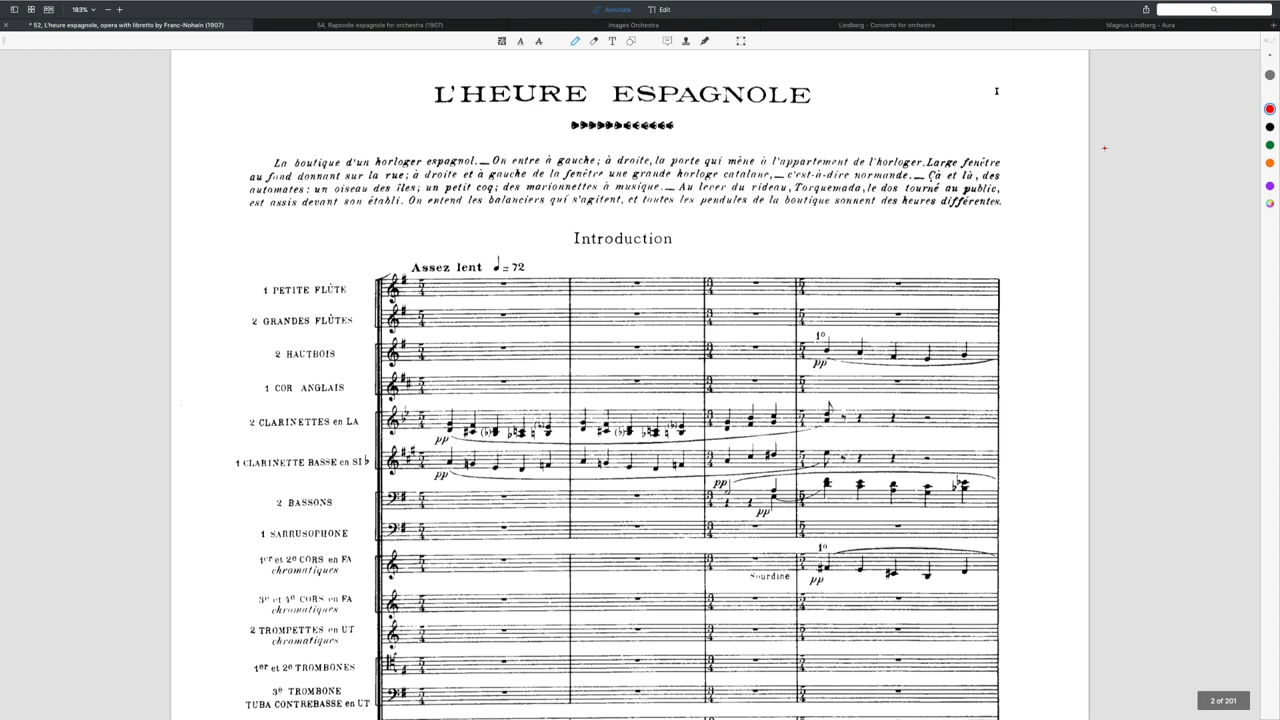 183%
Annotate
Edit
* 52, L'heure espagnole, opera with libretto by Franc-Nohain (1907)
54, Rapsodie espagnole for orchestra (1907)
Images Orchestra
Lindberg - Concerto for orchestra
Magnus Lindberg - Aura
L'HEURE ESPAGNOLE
I
La boutique d'un horloger espagnol._ On entre à gauche; à droite, la porte qui mène à l'appartement de l'horloger. Large fenêtre
au fond donnant sur la rue; à droite et à gauche de la fenêtre une grande horloge catalane,_ c'est-à-dire normande._ Çà et là, des
automates: un oiseau des îles; un petit coq; des marionnettes à musique._ Au lever du rideau, Torquemada, le dos tourné au public,
est assis devant son établi. On entend les balanciers qui s'agitent, et toutes les pendules de la boutique sonnent des heures différentes.
Introduction
Assez lent ♩ = 72
1 PETITE FLÛTE
2 GRANDES FLÛTES
2 HAUTBOIS
1º
pp
1 COR ANGLAIS
2 CLARINETTES en LA
pp
1 CLARINETTE BASSE en SI♭
pp
2 BASSONS
pp
pp
1 SARRUSOPHONE
1er et 2º CORS en FA
chromatiques
Sourdine
1º
pp
3º et 4º CORS en FA
chromatiques
2 TROMPETTES en UT
chromatiques
1er et 2º TROMBONES
3º TROMBONE
TUBA CONTREBASSE en UT
2 of 201